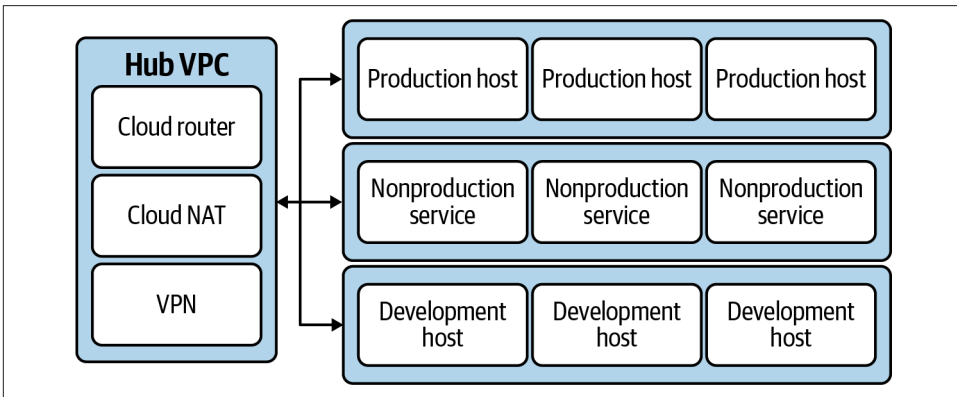 Hub VPC
Cloud router
Cloud NAT
VPN
Production host
Production host
Production host
Nonproduction
service
Nonproduction
service
Nonproduction
service
Development
host
Development
host
Development
host